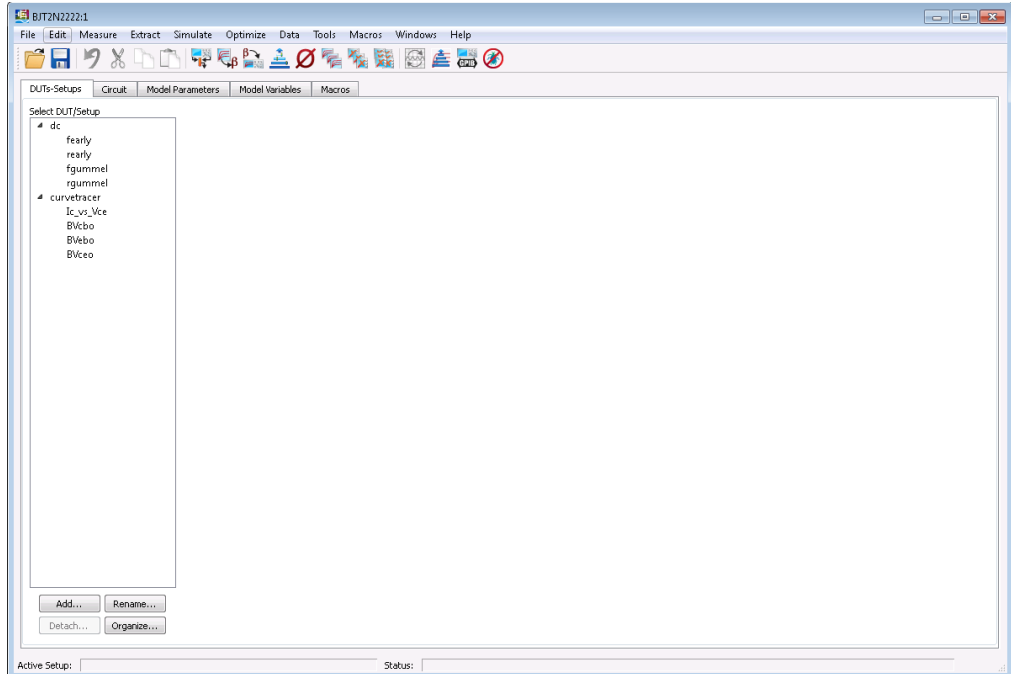 BJT2N2222:1
File Edit Measure Extract Simulate Optimize Data Tools Macros Windows Help
β β GPIB
DUTs-Setups Circuit Model Parameters Model Variables Macros
Select DUT/Setup
dc
fearly
rearly
fgummel
rgummel
curvetracer
Ic_vs_Vce
BVcbo
BVebo
BVceo
Add... Rename...
Detach... Organize...
Active Setup: Status: